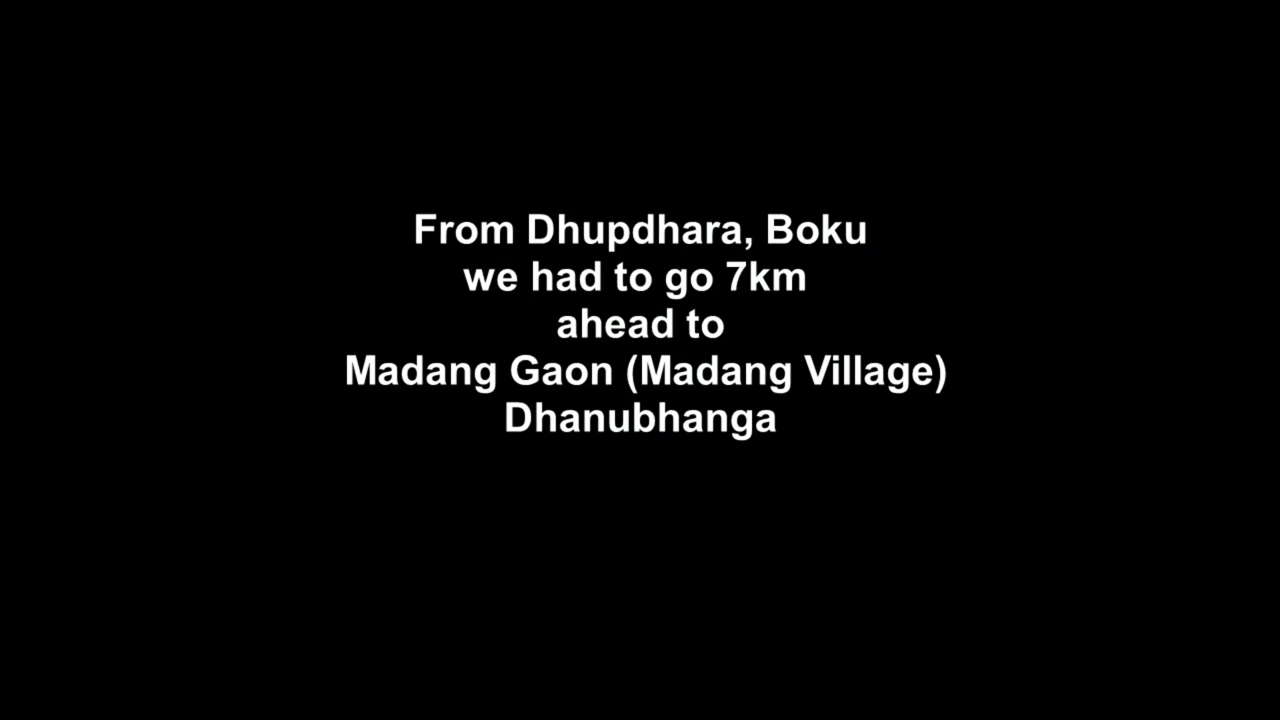 From Dhupdhara, Boku
we had to go 7km
ahead to
Madang Gaon (Madang Village)
Dhanubhanga